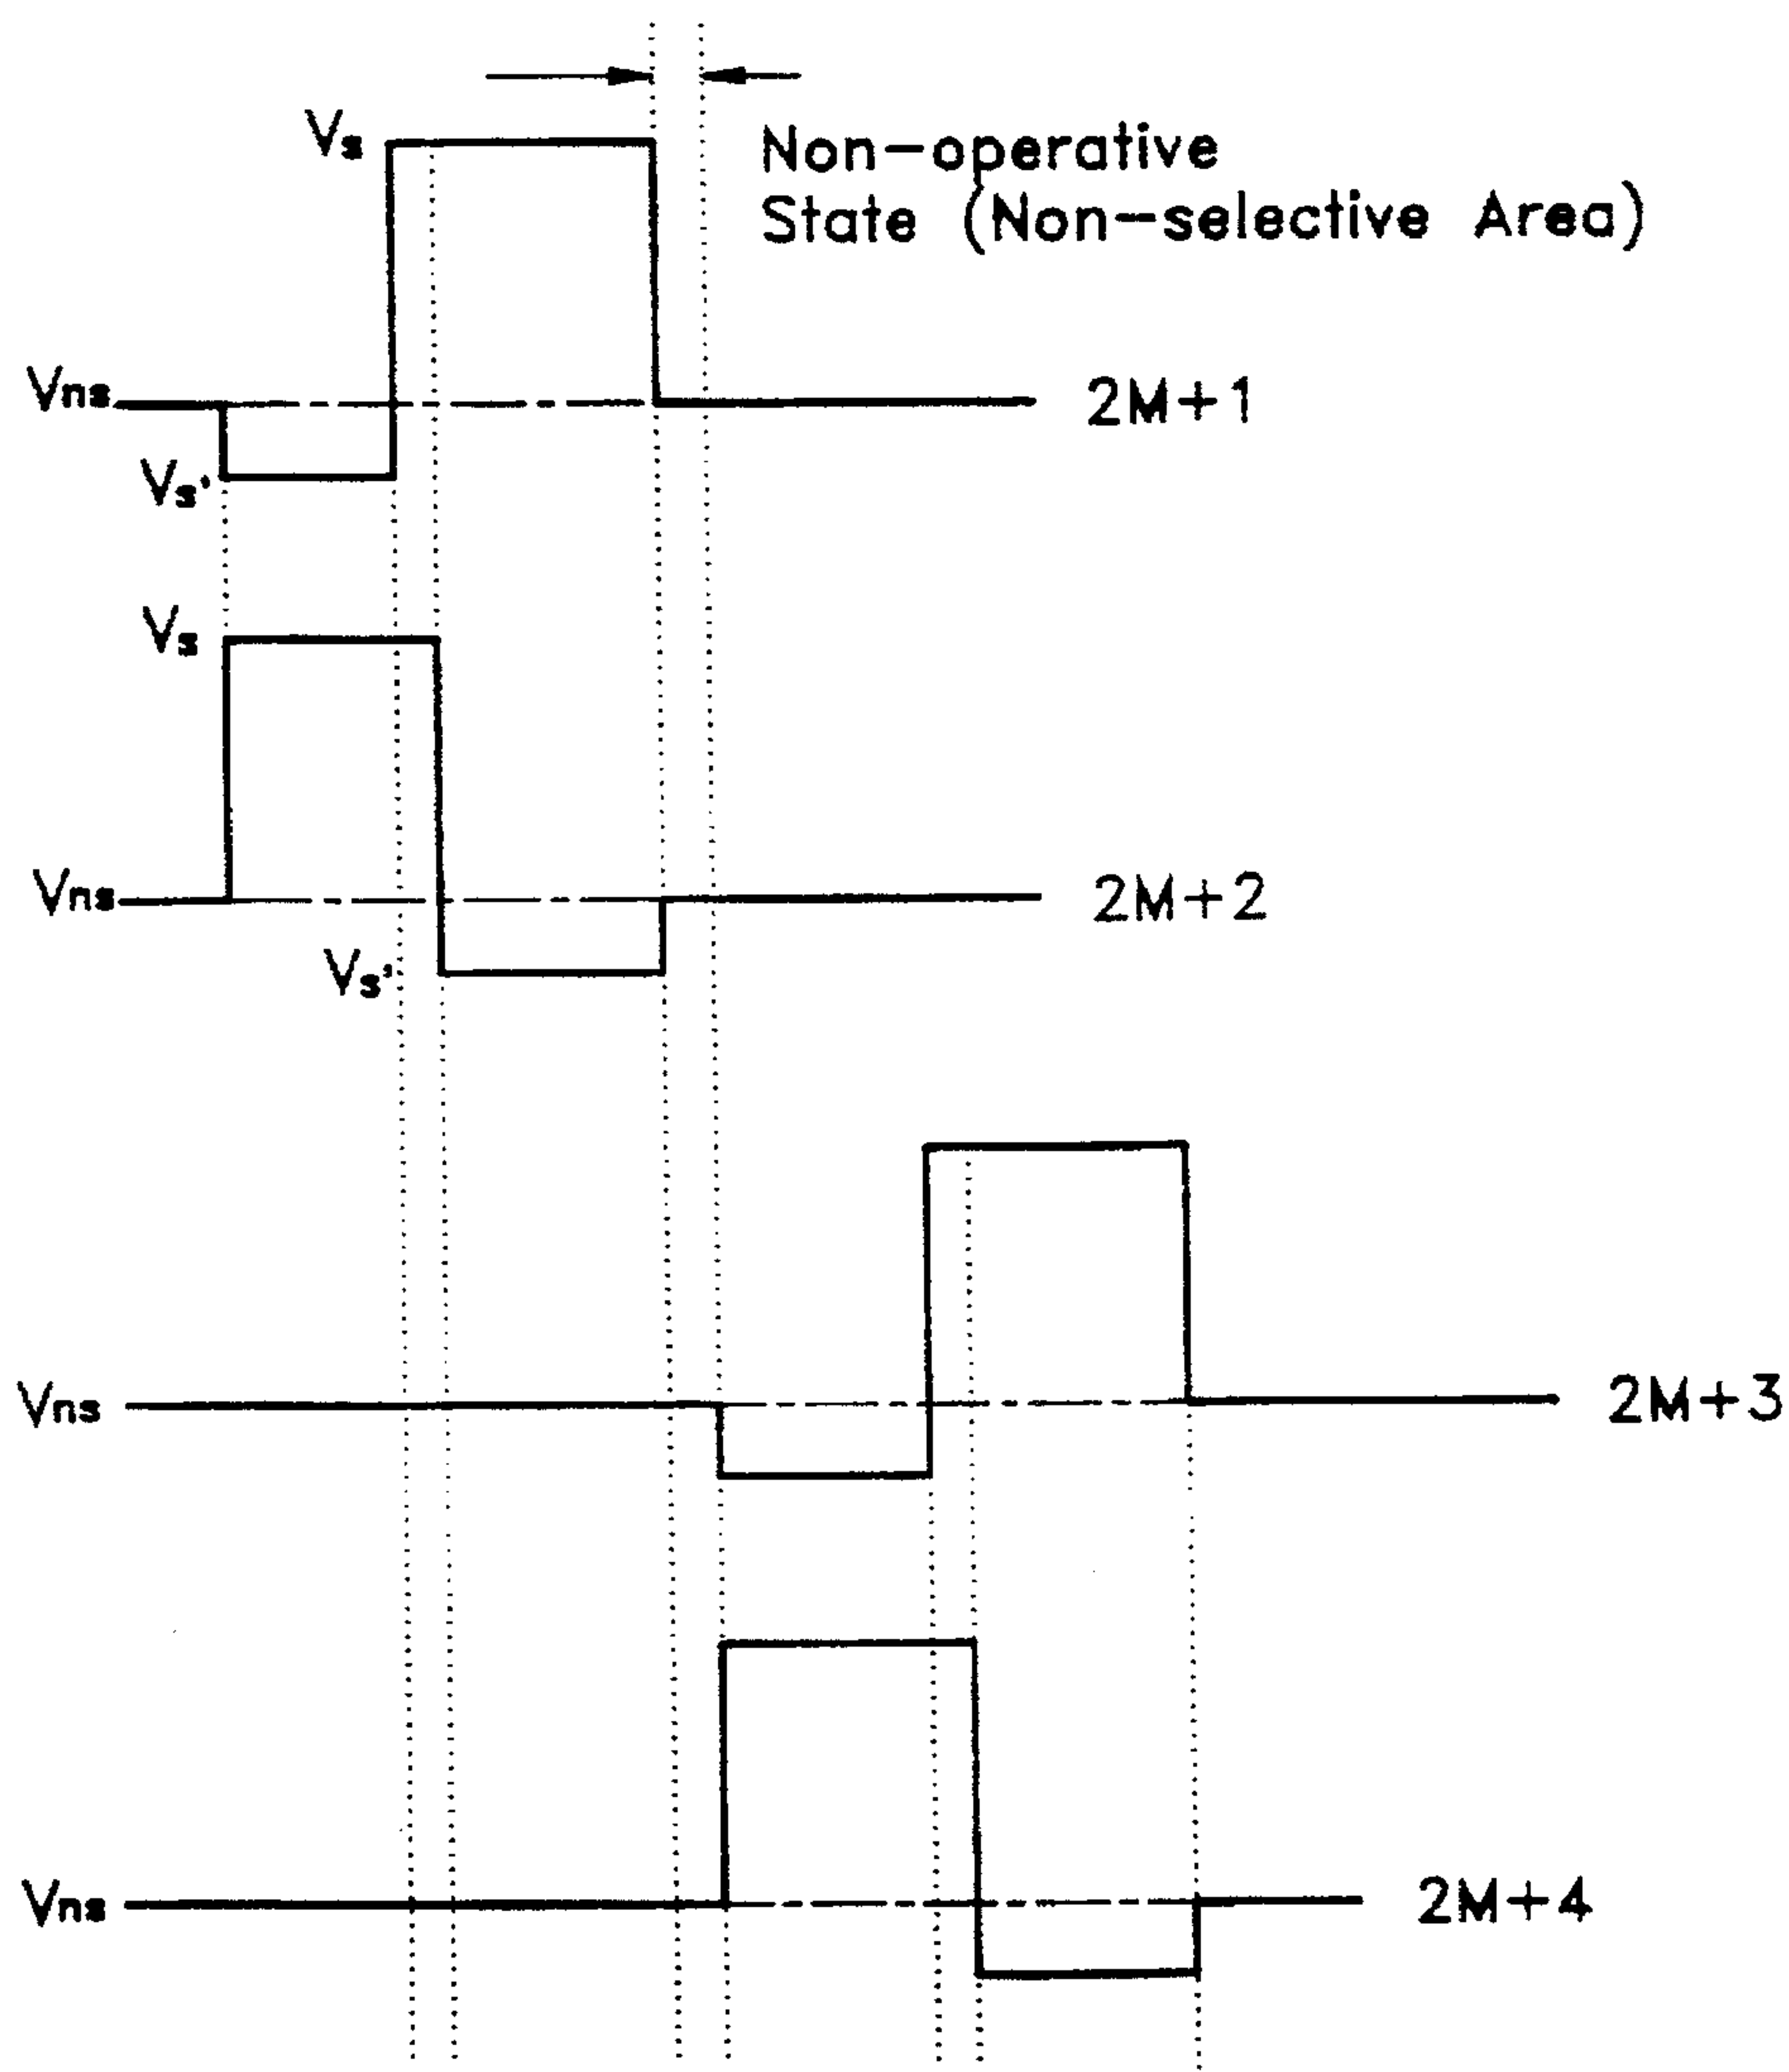 Vs
Non-operative
State (Non-selective Area)
Vns
2M+1
Vs'
Vs
Vns
2M+2
Vs'
Vns
2M+3
Vns
2M+4